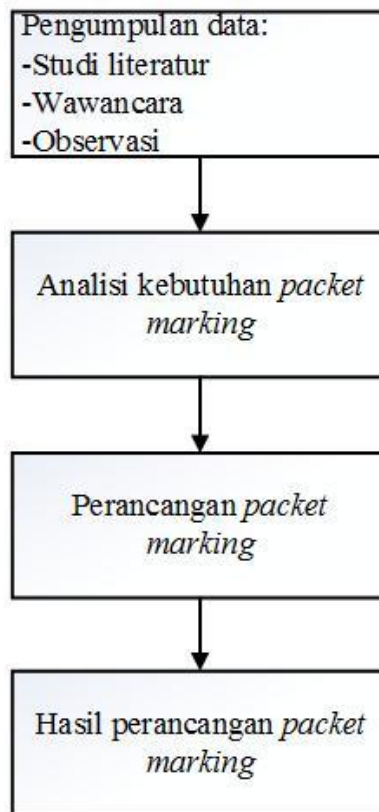 Pengumpulan data:
-Studi literatur
-Wawancara
-Observasi
Analisi kebutuhan packet
marking
Perancangan packet
marking
Hasil perancangan packet
marking